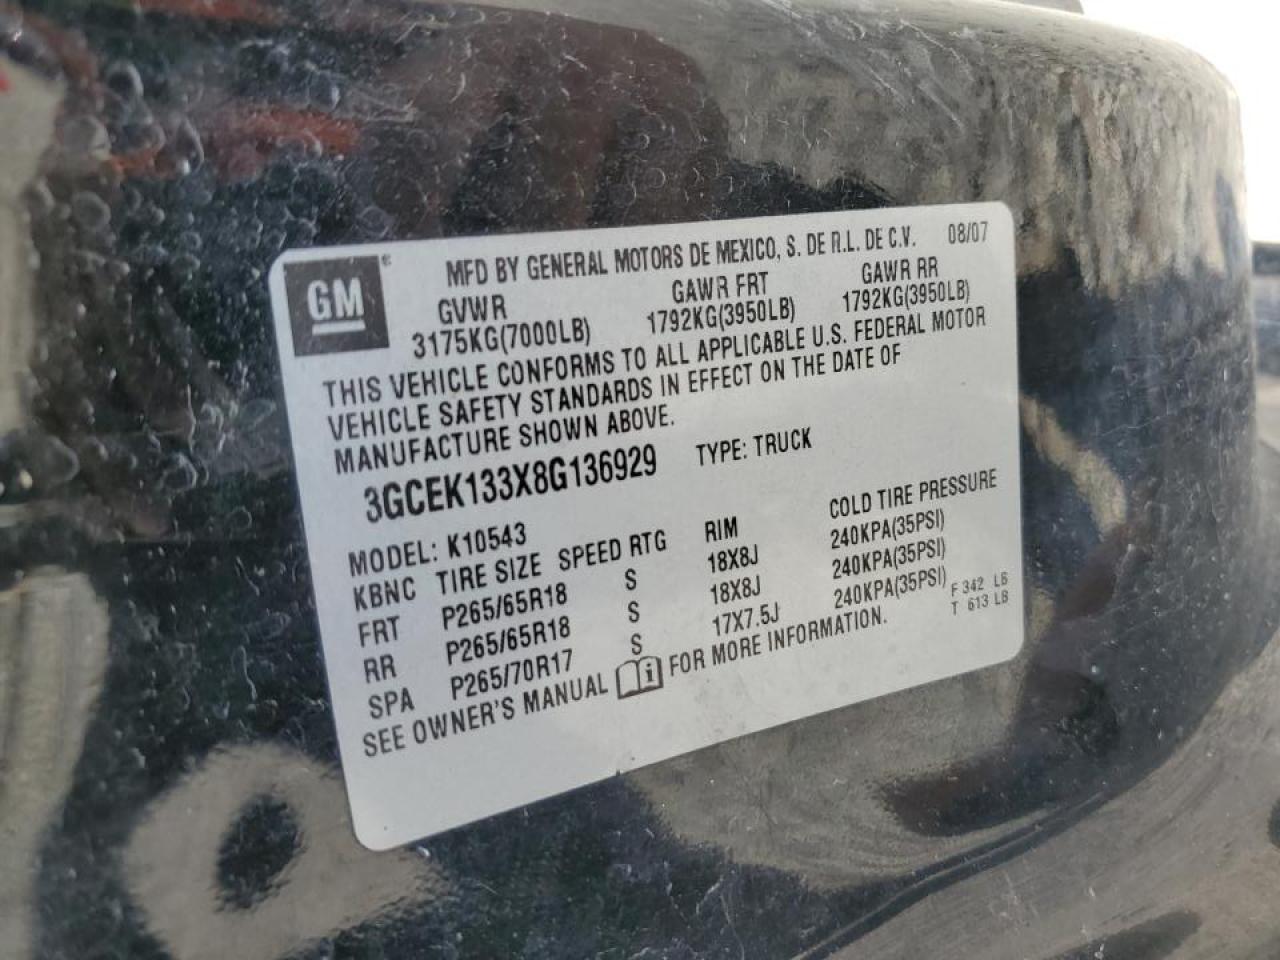 GM®
MFD BY GENERAL MOTORS DE MEXICO, S. DE R.L. DE C.V. 08/07
GVWR GAWR FRT GAWR RR
3175KG(7000LB) 1792KG(3950LB) 1792KG(3950LB)
THIS VEHICLE CONFORMS TO ALL APPLICABLE U.S. FEDERAL MOTOR
VEHICLE SAFETY STANDARDS IN EFFECT ON THE DATE OF
MANUFACTURE SHOWN ABOVE.
3GCEK133X8G136929 TYPE: TRUCK
MODEL: K10543
KBNC TIRE SIZE SPEED RTG RIM COLD TIRE PRESSURE
FRT P265/65R18 S 18X8J 240KPA(35PSI)
RR P265/65R18 S 18X8J 240KPA(35PSI)
SPA P265/70R17 S 17X7.5J 240KPA(35PSI)
SEE OWNER'S MANUAL i FOR MORE INFORMATION.
F 342 LB
T 613 LB